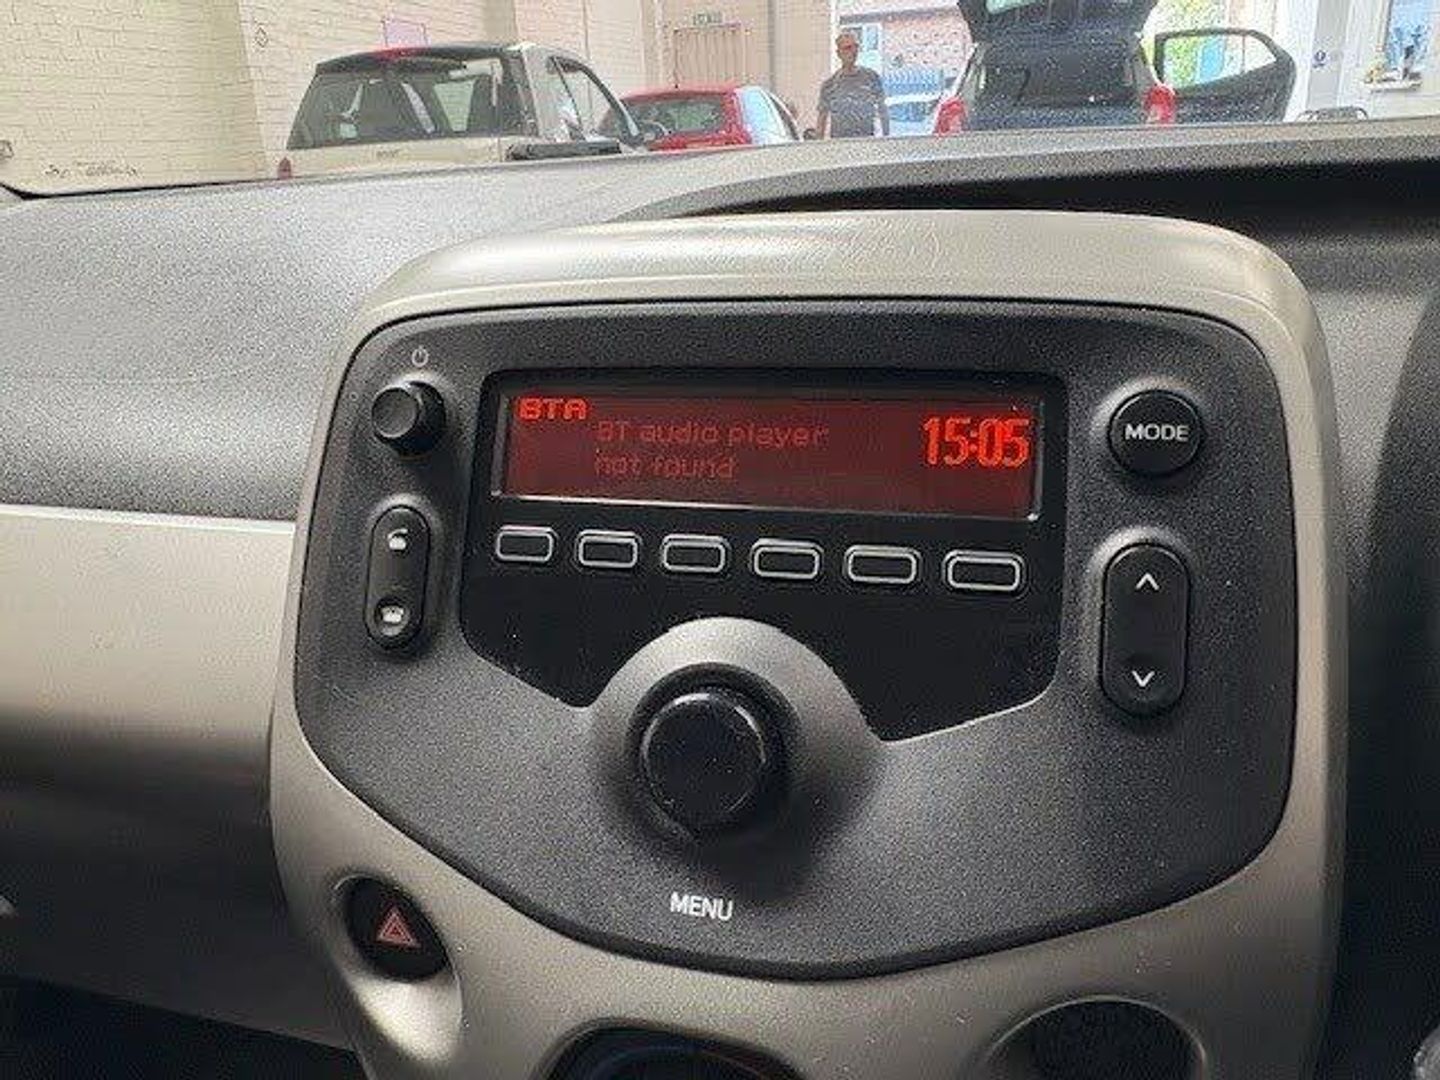 BTA
BT audio player
not found
15:05
MODE
MENU